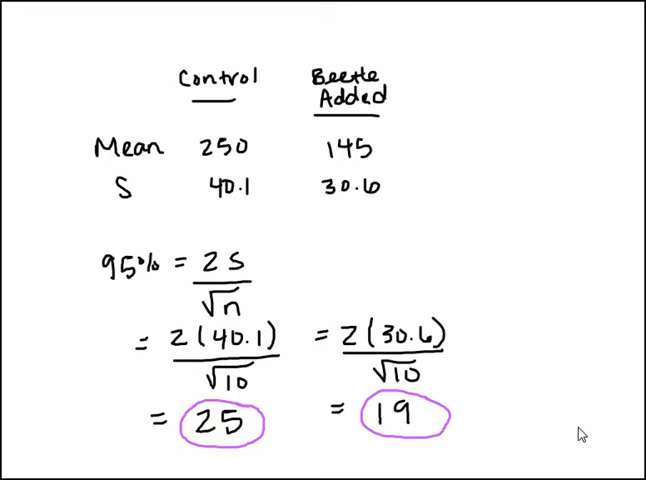 Control Beetle Added
Mean 250 145
S 40.1 30.6
95% = 2S / √n
= 2(40.1) / √10 = 2(30.6) / √10
= 25 = 19